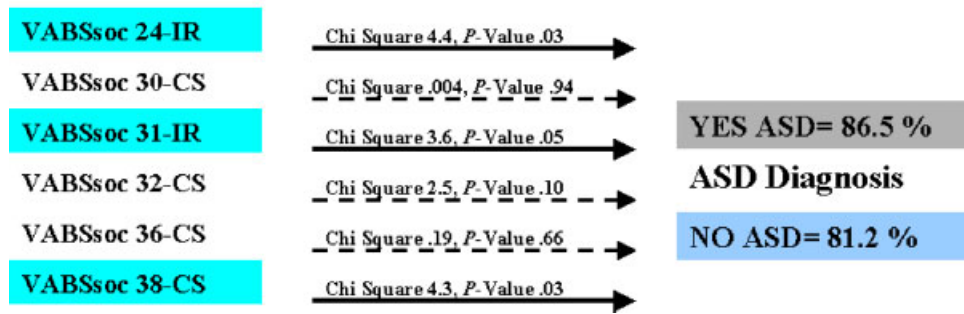 VABSsoc 24-IR
Chi Square 4.4, P-Value .03
VABSsoc 30-CS
Chi Square .004, P-Value .94
VABSsoc 31-IR
Chi Square 3.6, P-Value .05
VABSsoc 32-CS
Chi Square 2.5, P-Value .10
VABSsoc 36-CS
Chi Square .19, P-Value .66
VABSsoc 38-CS
Chi Square 4.3, P-Value .03
YES ASD= 86.5 %
ASD Diagnosis
NO ASD= 81.2 %